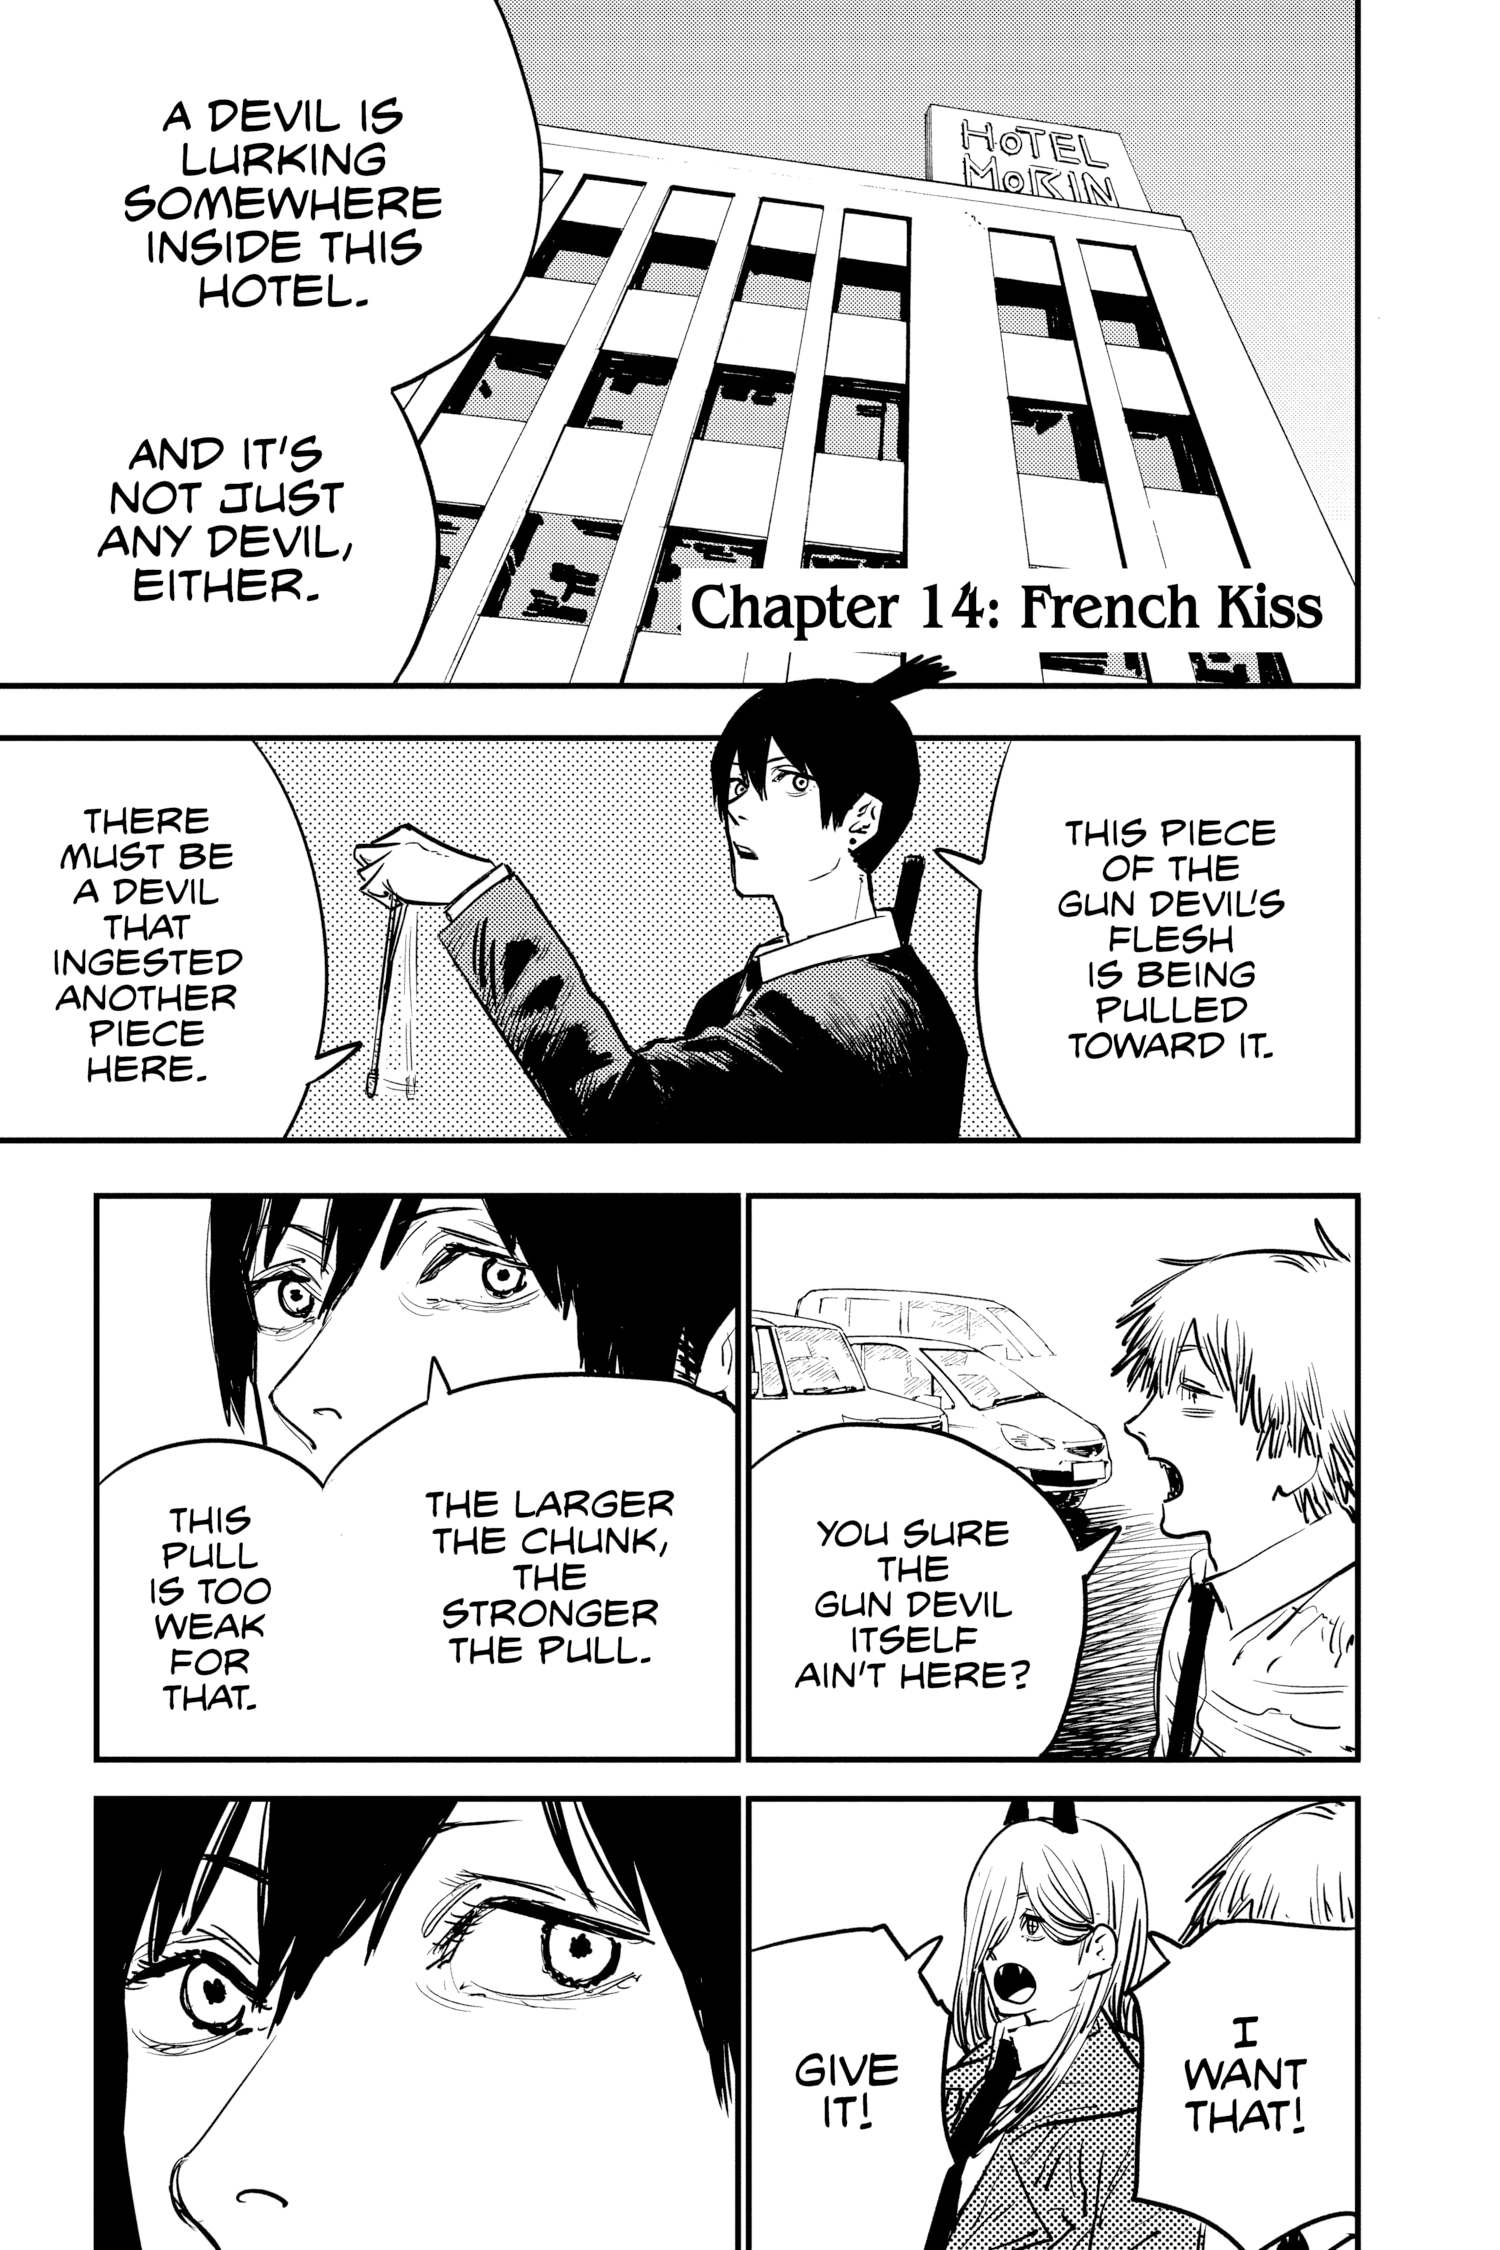 HOTEL
MORIN
A DEVIL IS
LURKING
SOMEWHERE
INSIDE THIS
HOTEL.
AND IT'S
NOT JUST
ANY DEVIL,
EITHER.
Chapter 14: French Kiss
THIS PIECE
OF THE
GUN DEVIL'S
FLESH
IS BEING
PULLED
TOWARD IT.
THERE
MUST BE
A DEVIL
THAT
INGESTED
ANOTHER
PIECE
HERE.
YOU SURE
THE
GUN DEVIL
ITSELF
AIN'T HERE?
THE LARGER
THE CHUNK,
THE
STRONGER
THE PULL.
THIS
PULL
IS TOO
WEAK
FOR
THAT.
I
WANT
THAT!
GIVE
IT!